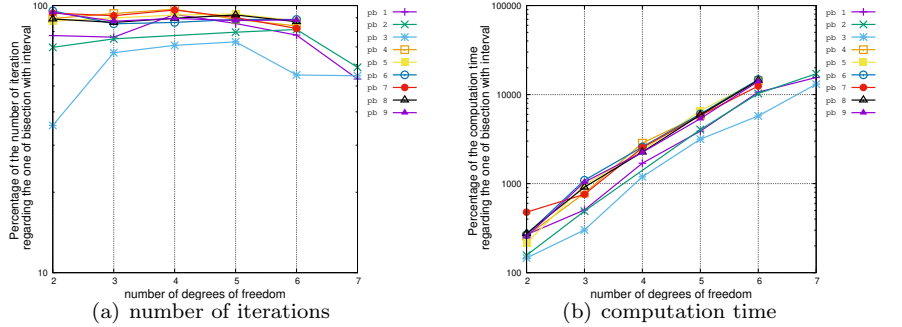 Percentage of the number of iteration
regarding the one of bisection with interval
100
10
2 3 4 5 6 7
number of degrees of freedom
pb 1
pb 2
pb 3
pb 4
pb 5
pb 6
pb 7
pb 8
pb 9
(a) number of iterations
Percentage of the computation time
regarding the one of bisection with interval
100000
10000
1000
100
2 3 4 5 6 7
number of degrees of freedom
pb 1
pb 2
pb 3
pb 4
pb 5
pb 6
pb 7
pb 8
pb 9
(b) computation time